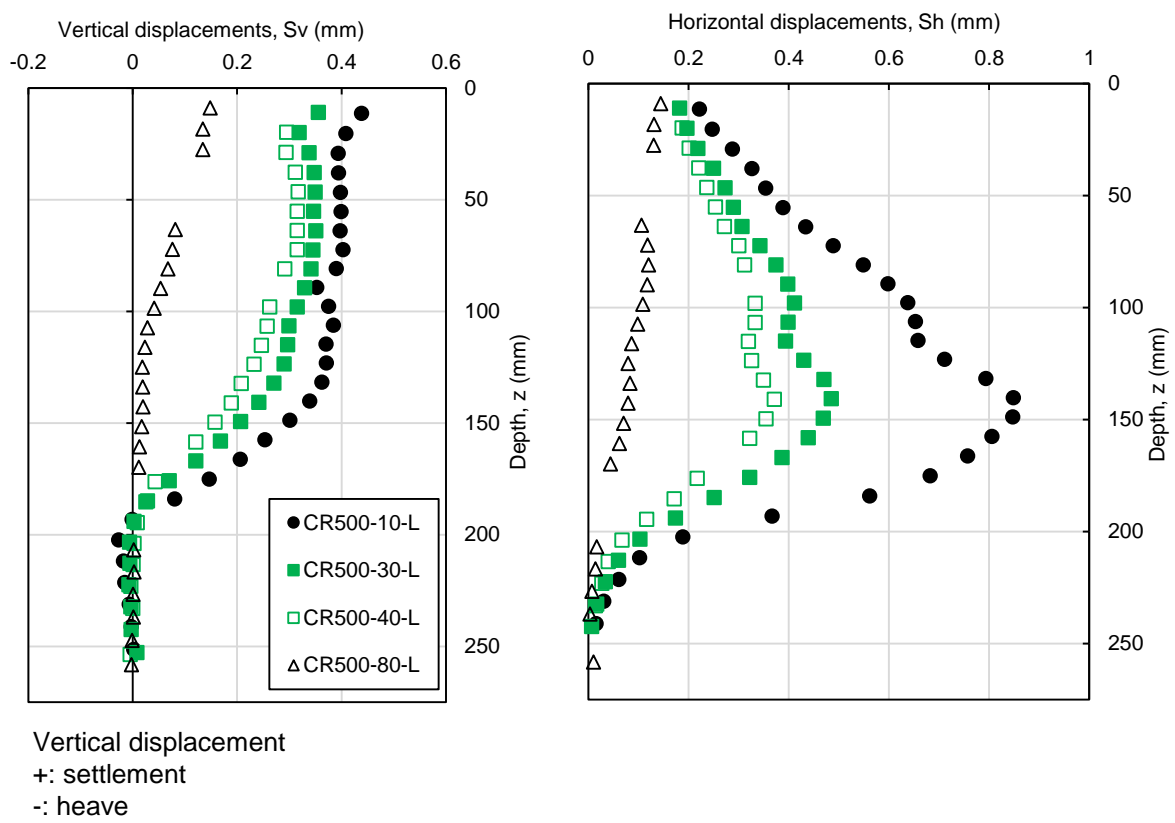 Vertical displacements, Sv (mm)
-0.2 0 0.2 0.4 0.6
0
50
100
150
200
250
Depth, z (mm)
CR500-10-L
CR500-30-L
CR500-40-L
CR500-80-L
Horizontal displacements, Sh (mm)
0 0.2 0.4 0.6 0.8 1
0
50
100
150
200
250
Depth, z (mm)
Vertical displacement
+: settlement
-: heave